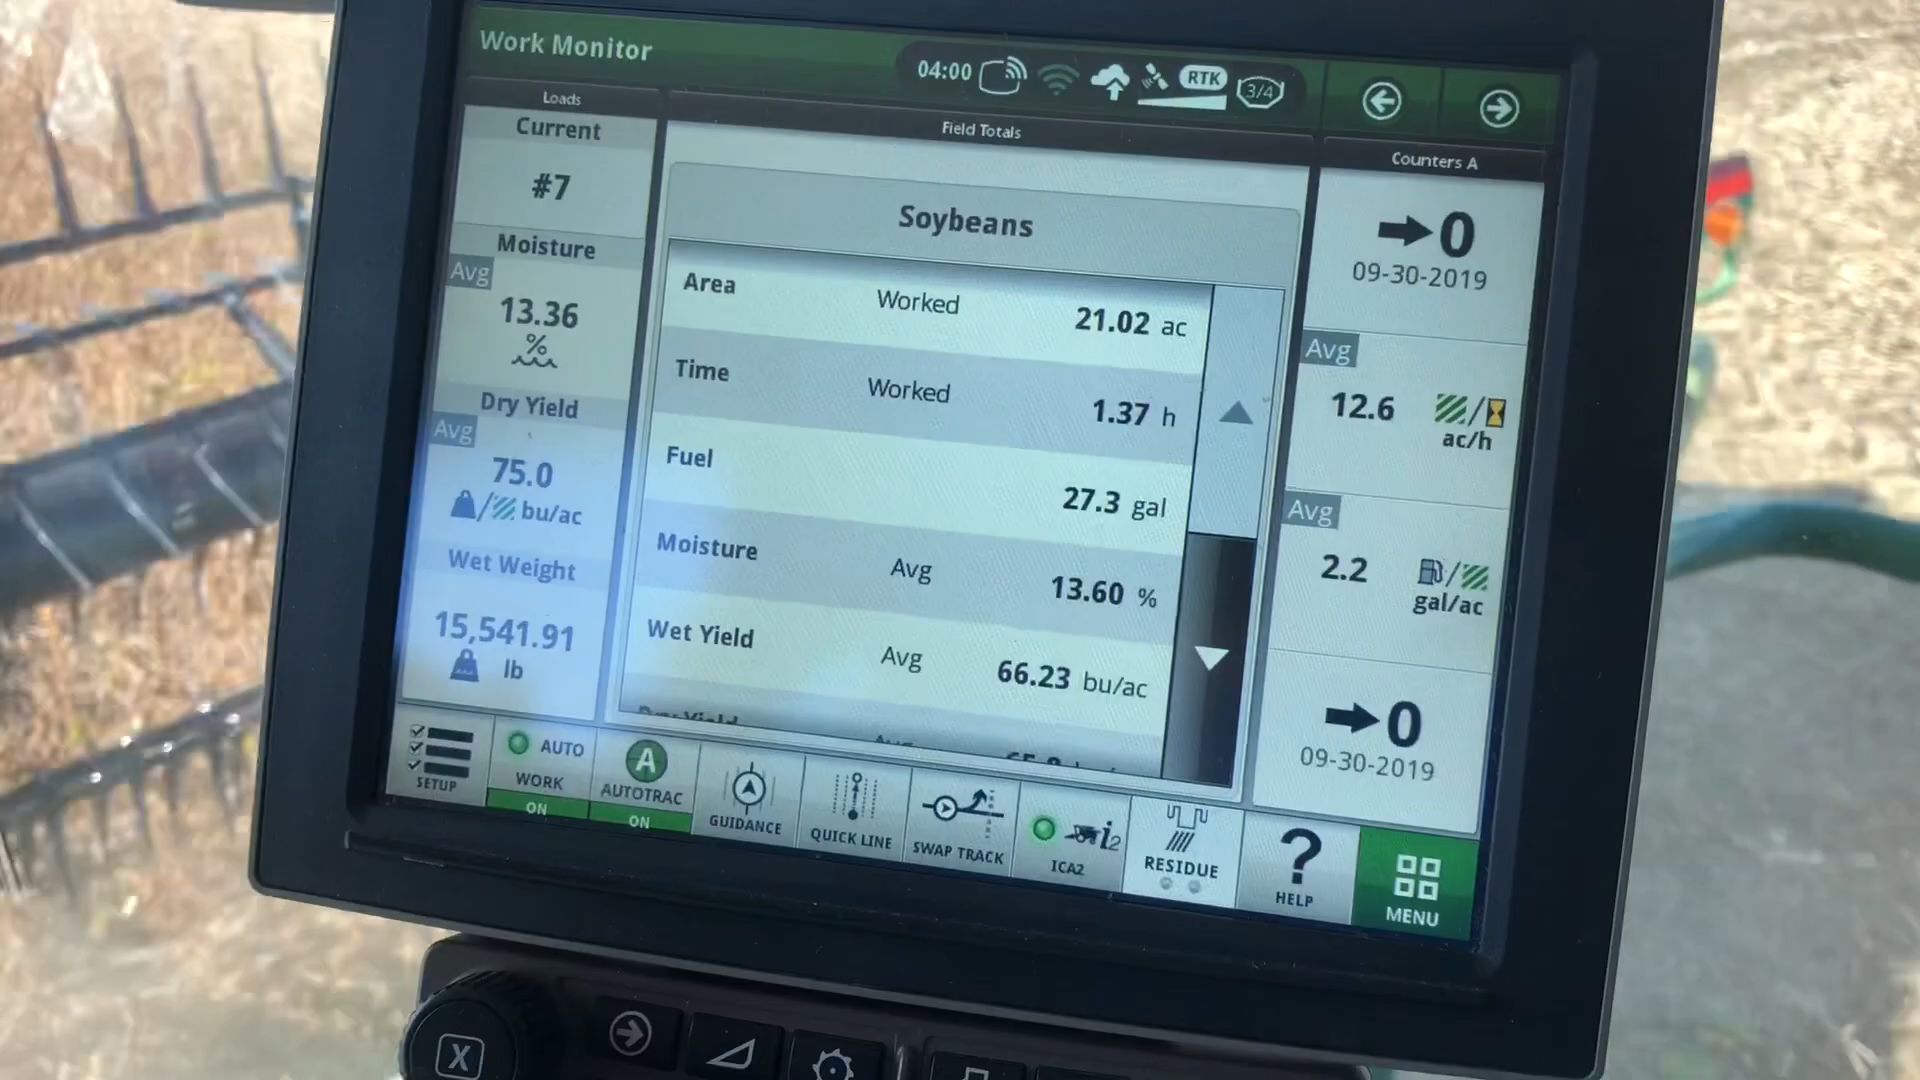 Work Monitor
04:00
RTK
3/4
Loads
Current
#7
Moisture
Avg
13.36
%
Dry Yield
Avg
75.0
bu/ac
Wet Weight
15,541.91
lb
Field Totals
Soybeans
Area Worked 21.02 ac
Time Worked 1.37 h
Fuel 27.3 gal
Moisture Avg 13.60 %
Wet Yield Avg 66.23 bu/ac
Dry Yield Avg
Counters A
0
09-30-2019
Avg
12.6
ac/h
Avg
2.2
gal/ac
0
09-30-2019
SETUP
AUTO
WORK
ON
A
AUTOTRAC
ON
GUIDANCE
QUICK LINE
SWAP TRACK
i2
ICA2
RESIDUE
?
HELP
MENU
X